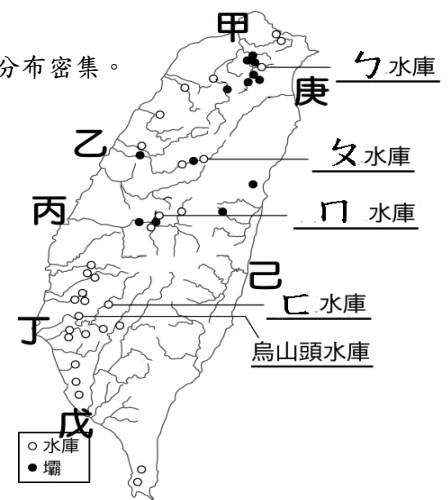 甲
分布密集。
ㄅ水庫
庚
乙
ㄆ水庫
丙
ㄇ 水庫
己
ㄈ水庫
丁
烏山頭水庫
戊
○ 水庫
● 壩